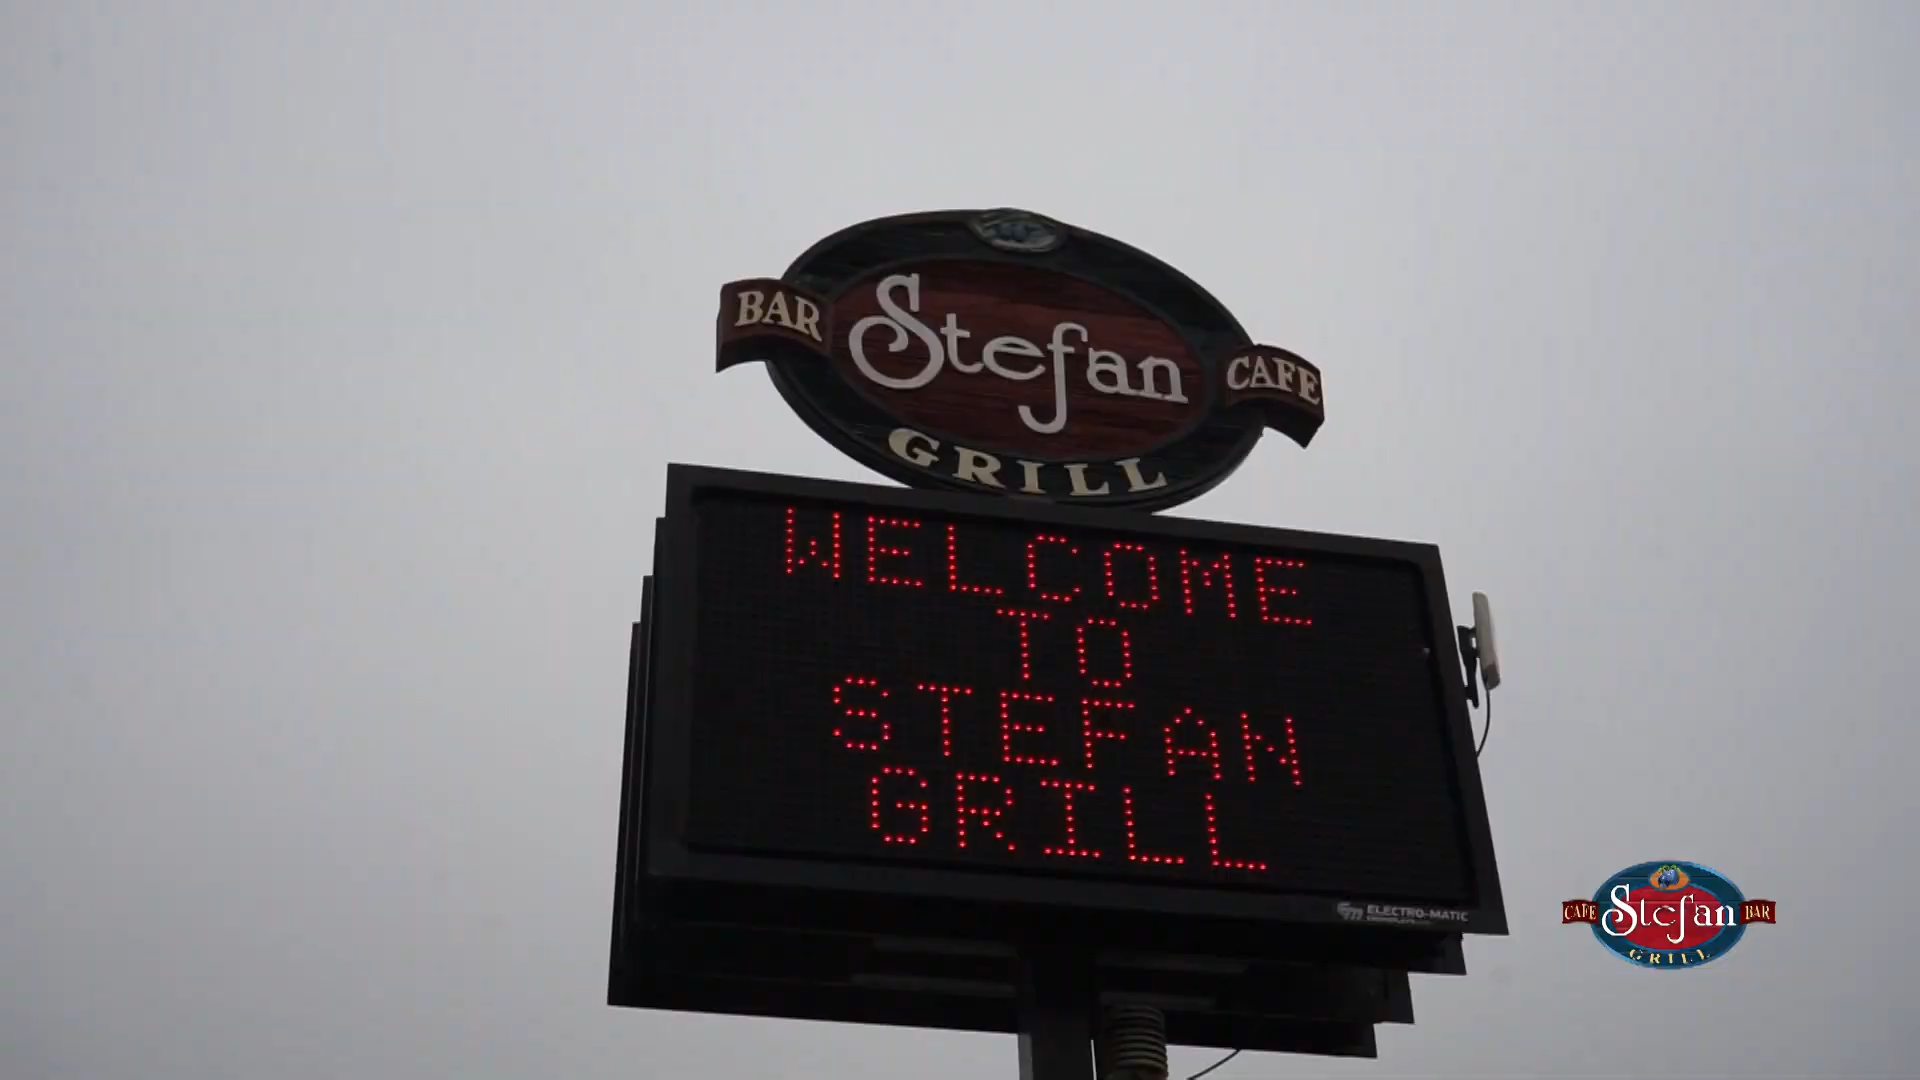 BAR Stefan CAFE
GRILL
WELCOME
TO
STEFAN
GRILL
ELECTRO-MATIC
CAFE Stefan BAR
GRILL